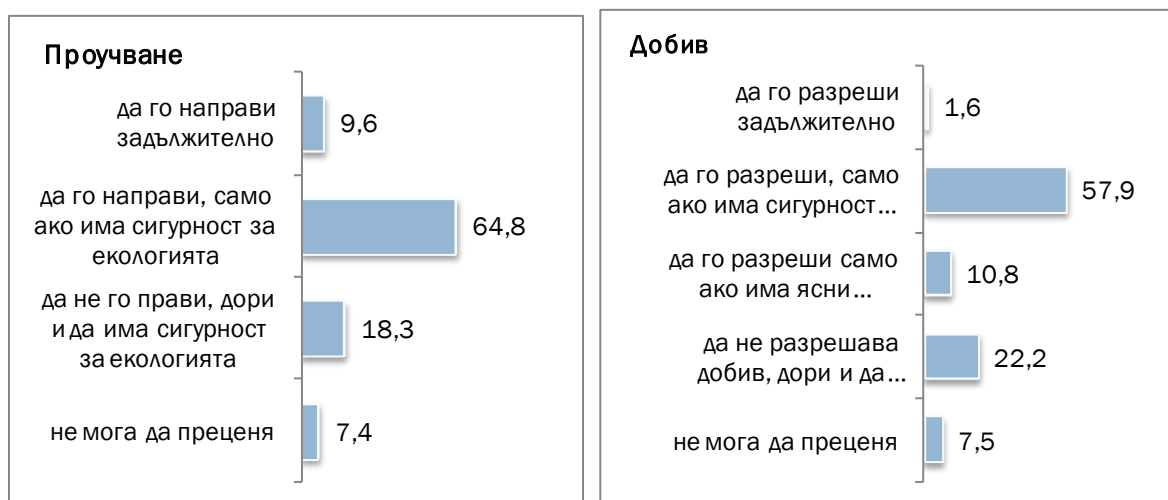 Проучване
да го направи
задължително
9,6
да го направи, само
ако има сигурност за
екологията
64,8
да не го прави, дори
и да има сигурност
за екологията
18,3
не мога да преценя
7,4
Добив
да го разреши
задължително
1,6
да го разреши, само
ако има сигурност...
57,9
да го разреши само
ако има ясни...
10,8
да не разрешава
добив, дори и да...
22,2
не мога да преценя
7,5